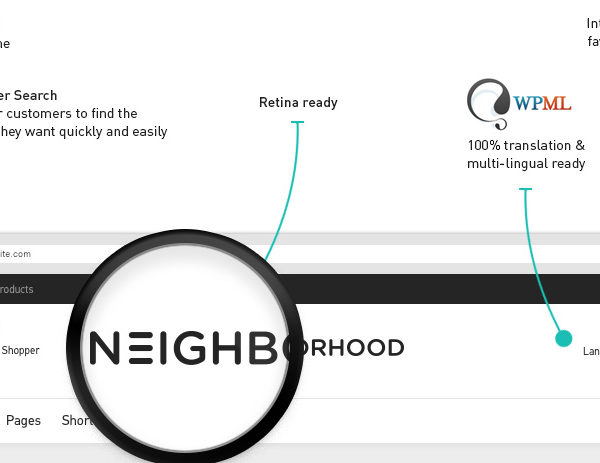 ne
Int
fav
er Search
r customers to find the
hey want quickly and easily
Retina ready
WPML
100% translation &
multi-lingual ready
ite.com
roducts
Shopper
NEIGHBORHOOD
Lan
Pages Short